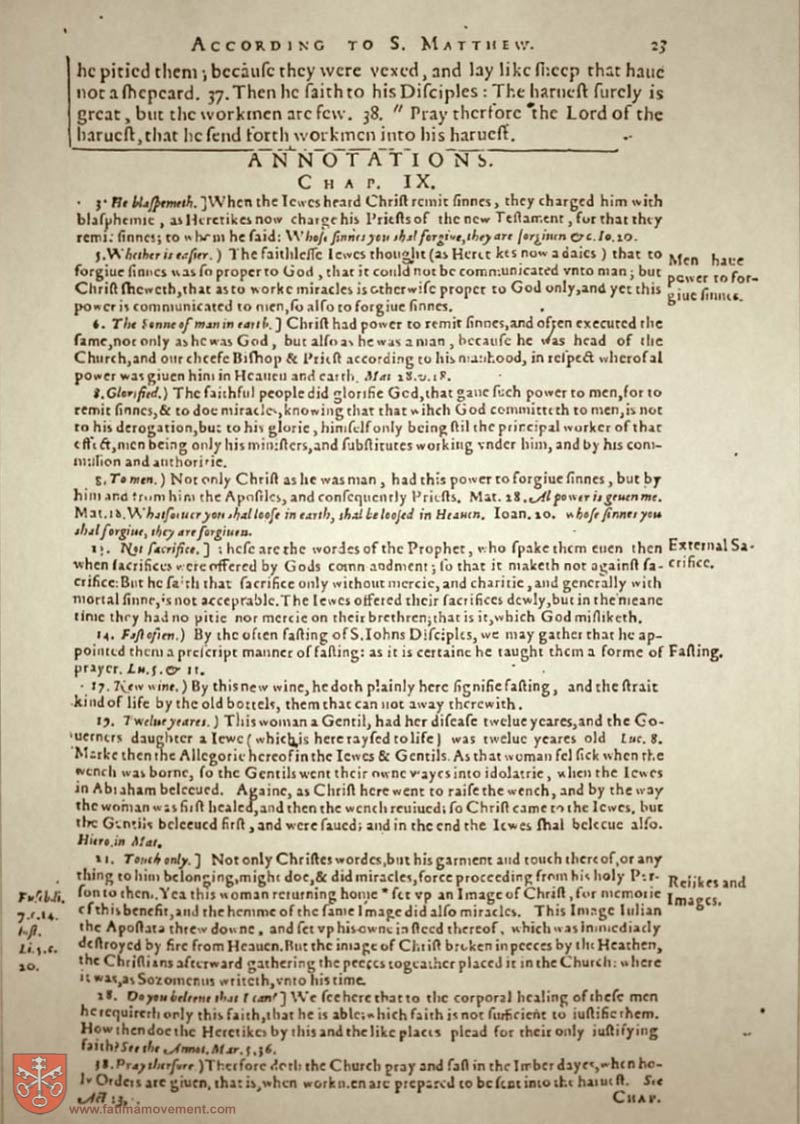 ACCORDING TO S. MATTHEW. 23
he pitied them; becauſe they were vexed, and lay like ſheep that haue
not a ſhepeard. 37. Then he ſaith to his Diſciples: The harueſt ſurely is
great, but the workmen are few. 38. " Pray therfore the Lord of the
harueſt, that he ſend forth workmen into his harueſt.
ANNOTATIONS.
CHAP. IX.
3. He blaſpemeth.] When the Iewes heard Chriſt remit ſinnes, they charged him with
blaſphemie, as Heretikes now charge his Prieſts of the new Teſtament, for that they
remit ſinnes; to whom he ſaid: Whoſe ſinnes you shal forgiue, they are forgiuen &c. Io. 20.
5. Whether is eaſier.) The faithleſſe Iewes thought (as Heretikes now adaies) that to
forgiue ſinnes was ſo proper to God, that it could not be communicated vnto man; but
Chriſt ſheweth, that as to worke miracles is otherwiſe proper to God only, and yet this
power is communicated to men, ſo alſo to forgiue ſinnes.
Men haue
power to for-
giue ſinnes.
6. The Sonne of man in earth.] Chriſt had power to remit ſinnes, and often executed the
ſame, not only as he was God, but alſo as he was a man, becauſe he was head of the
Church, and our cheefe Biſhop & Prieſt according to his manhood, in reſpect wherof al
power was giuen him in Heauen and earth. Mat 28. v. 18.
8. Glorified.) The faithful people did glorifie God, that gaue ſuch power to men, for to
remit ſinnes, & to doe miracles, knowing that that wihch God committeth to men, is not
to his derogation, but to his glorie, himſelf only being ſtil the principal worker of that
effect, men being only his miniſters, and ſubſtitutes working vnder him, and by his com-
miſſion and authoritie.
8. To men.) Not only Chriſt as he was man, had this power to forgiue ſinnes, but by
him and from him the Apoſtles, and conſequently Prieſts. Mat. 28. Al power is geuen me.
Mat. 18. Whatſoeuer you shal looſe in earth, shal be looſed in Heauen. Ioan. 20. whoſe ſinnes you
shal forgiue, they are forgiuen.
13. Not ſacrifice.] Theſe are the wordes of the Prophet, who ſpake them euen then
when ſacrifices were offered by Gods comandment; ſo that it maketh not againſt ſa-
crifice: But he ſaith that ſacrifice only without mercie, and charitie, and generally with
mortal ſinne, is not acceprable. The Iewes offered their ſacrifices dewly, but in the meane
time they had no pitie nor mercie on their brethren; that is it, which God miſliketh.
External Sa-
crifice.
14. Faſt often.) By the often faſting of S. Iohns Diſciples, we may gather that he ap-
pointed them a preſcript manner of faſting: as it is certaine he taught them a forme of
prayer. Lu. 5. & 11.
Faſting.
17. New wine.) By this new wine, he doth plainly here ſignifie faſting, and the ſtrait
kind of life by the old bottels, them that can not away therewith.
19. Twelue yeares.) This woman a Gentil, had her diſeaſe twelue yeares, and the Go-
uerners daughter a Iewe (which is here rayſed to life) was twelue yeares old Luc. 8.
Marke then the Allegorie hereof in the Iewes & Gentils. As that woman fel ſick when the
wench was borne, ſo the Gentils went their owne wayes into idolatrie, when the Iewes
in Abraham beleeued. Againe, as Chriſt here went to raiſe the wench, and by the way
the woman was firſt healed, and then the wench reuiued; ſo Chriſt came to the Iewes, but
the Gentils beleeued firſt, and were ſaued; and in the end the Iewes ſhal beleeue alſo.
Hiero. in Mat.
21. Touch only.] Not only Chriſtes wordes, but his garment and touch thereof, or any
thing to him belonging, might doe, & did miracles, force proceeding from his holy Per-
ſon to them. Yea this woman returning home * ſet vp an Image of Chriſt, for memorie
of this benefit, and the hemme of the ſame Image did alſo miracles. This Image Iulian
the Apoſtata threw downe, and ſet vp his owne in ſteed thereof, which was immediatly
deſtroyed by fire from Heauen. But the image of Chriſt broken in peeces by the Heathen,
the Chriſtians afterward gathering the peeces togeather placed it in the Church: where
it was, as Sozomenus writeth, vnto his time.
Relikes and
Images.
Euſebli.
7. c. 14.
hiſt.
Li. 5. c.
20.
28. Do you beleeue that I can?] We ſee here that to the corporal healing of theſe men
he requireth only this faith, that he is able; which faith is not ſurficient to iuſtifie them.
How then doe the Heretikes by this and the like places plead for their only iuſtifying
faith? See the Annot. Mar. 5, 36.
38. Pray therfore.) Therfore doth the Church pray and faſt in the Imber dayes, when ho-
ly Orders are giuen, that is, when workmen are prepared to be ſent into the harueſt. See
Act 13.
CHAP.
www.fatimamovement.com